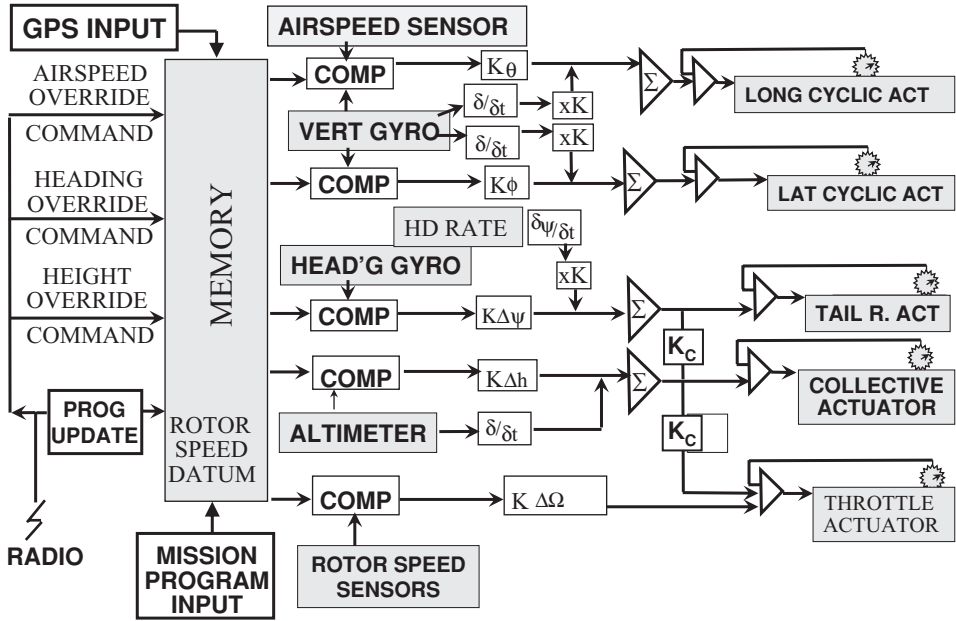 GPS INPUT
AIRSPEED SENSOR
AIRSPEED
OVERRIDE
COMMAND
COMP
Kθ
Σ
LONG CYCLIC ACT
VERT GYRO
δ/δt
xK
δ/δt
xK
HEADING
OVERRIDE
COMMAND
MEMORY
COMP
Kϕ
Σ
LAT CYCLIC ACT
HD RATE
δψ/δt
HEAD'G GYRO
xK
HEIGHT
OVERRIDE
COMMAND
COMP
KΔψ
Σ
TAIL R. ACT
KC
COMP
KΔh
Σ
COLLECTIVE
ACTUATOR
PROG
UPDATE
ROTOR
SPEED
DATUM
ALTIMETER
δ/δt
KC
COMP
K ΔΩ
THROTTLE
ACTUATOR
RADIO
MISSION
PROGRAM
INPUT
ROTOR SPEED
SENSORS